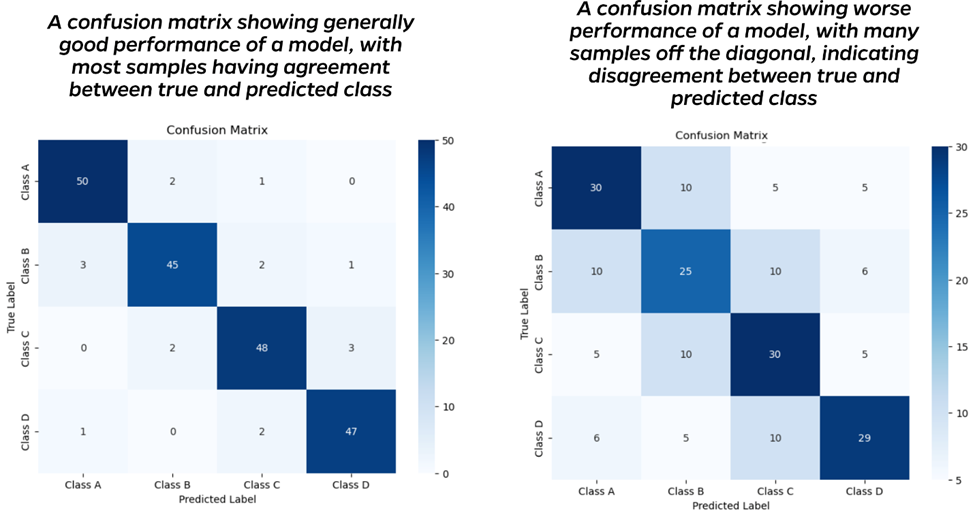 A confusion matrix showing generally
good performance of a model, with
most samples having agreement
between true and predicted class
Confusion Matrix
True Label
Class A
50 2 1 0
Class B
3 45 2 1
Class C
0 2 48 3
Class D
1 0 2 47
Class A Class B Class C Class D
Predicted Label
50
40
30
20
10
0
A confusion matrix showing worse
performance of a model, with many
samples off the diagonal, indicating
disagreement between true and
predicted class
Confusion Matrix
True Label
Class A
30 10 5 5
Class B
10 25 10 6
Class C
5 10 30 5
Class D
6 5 10 29
Class A Class B Class C Class D
Predicted Label
30
25
20
15
10
5